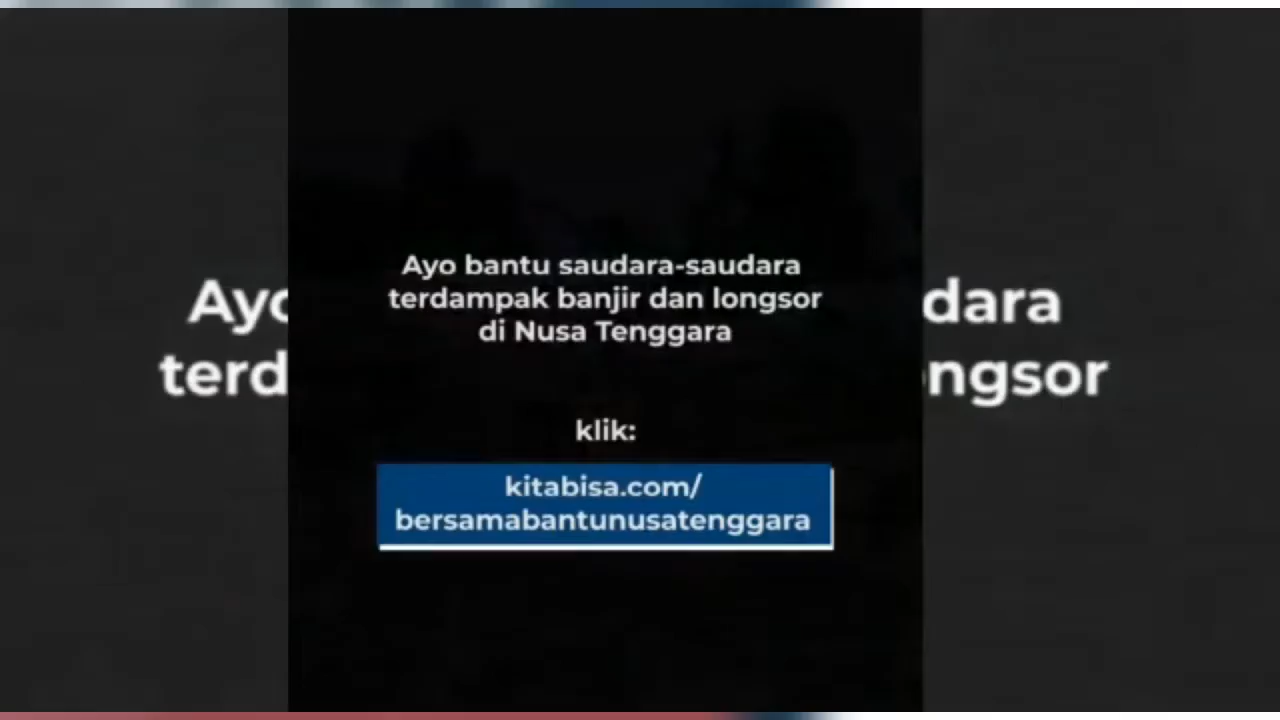 Ayo bantu saudara-saudara
terdampak banjir dan longsor
di Nusa Tenggara
klik:
kitabisa.com/
bersamabantunusatenggara